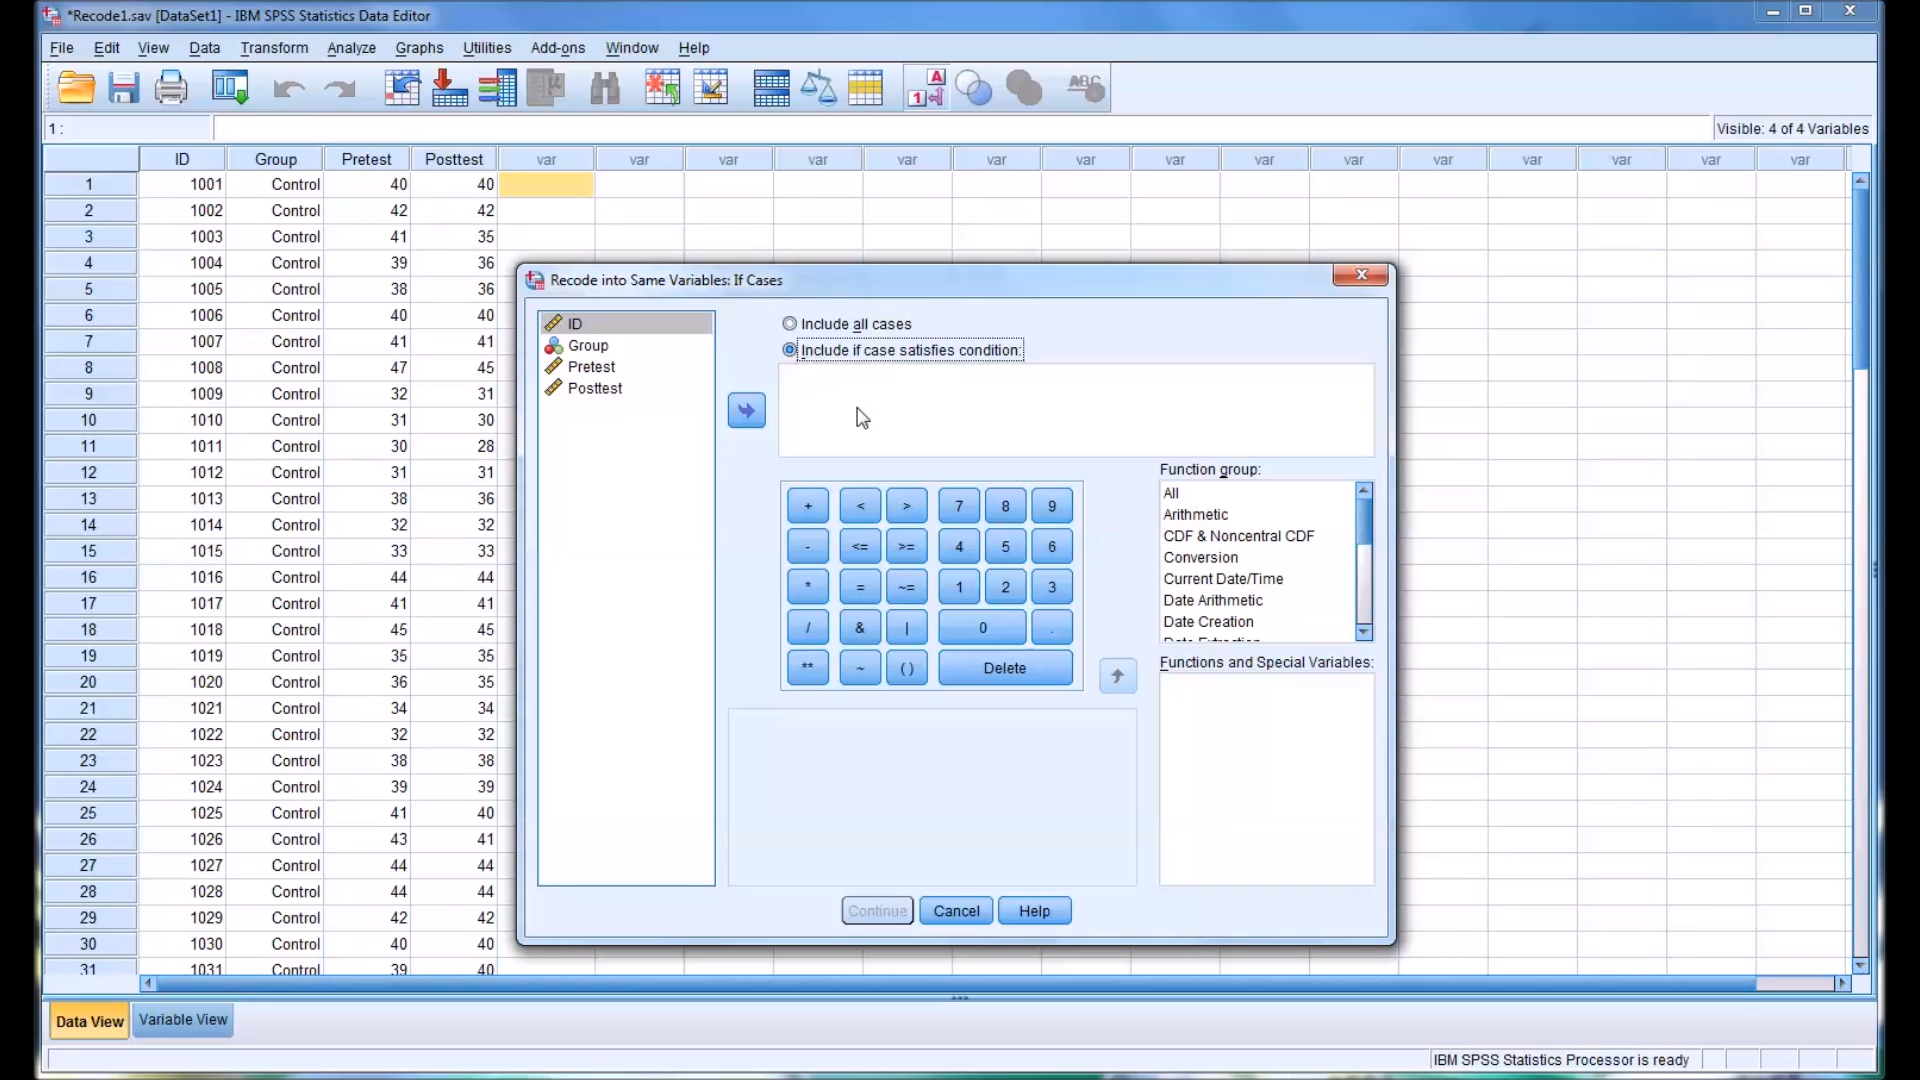 *Recode1.sav [DataSet1] - IBM SPSS Statistics Data Editor
File Edit View Data Transform Analyze Graphs Utilities Add-ons Window Help
1 : Visible: 4 of 4 Variables
ID Group Pretest Posttest var var var var var var var var var var var var var var var
1 1001 Control 40 40
2 1002 Control 42 42
3 1003 Control 41 35
4 1004 Control 39 36
5 1005 Control 38 36
6 1006 Control 40 40
7 1007 Control 41 41
8 1008 Control 47 45
9 1009 Control 32 31
10 1010 Control 31 30
11 1011 Control 30 28
12 1012 Control 31 31
13 1013 Control 38 36
14 1014 Control 32 32
15 1015 Control 33 33
16 1016 Control 44 44
17 1017 Control 41 41
18 1018 Control 45 45
19 1019 Control 35 35
20 1020 Control 36 35
21 1021 Control 34 34
22 1022 Control 32 32
23 1023 Control 38 38
24 1024 Control 39 39
25 1025 Control 41 40
26 1026 Control 43 41
27 1027 Control 44 44
28 1028 Control 44 44
29 1029 Control 42 42
30 1030 Control 40 40
31 1031 Control 39 40
Recode into Same Variables: If Cases
ID
Group
Pretest
Posttest
Include all cases
Include if case satisfies condition:
+ < > 7 8 9
- <= >= 4 5 6
* = ~= 1 2 3
/ & | 0 .
** ~ ( ) Delete
Function group:
All
Arithmetic
CDF & Noncentral CDF
Conversion
Current Date/Time
Date Arithmetic
Date Creation
Date Extraction
Functions and Special Variables:
Continue Cancel Help
Data View Variable View
IBM SPSS Statistics Processor is ready